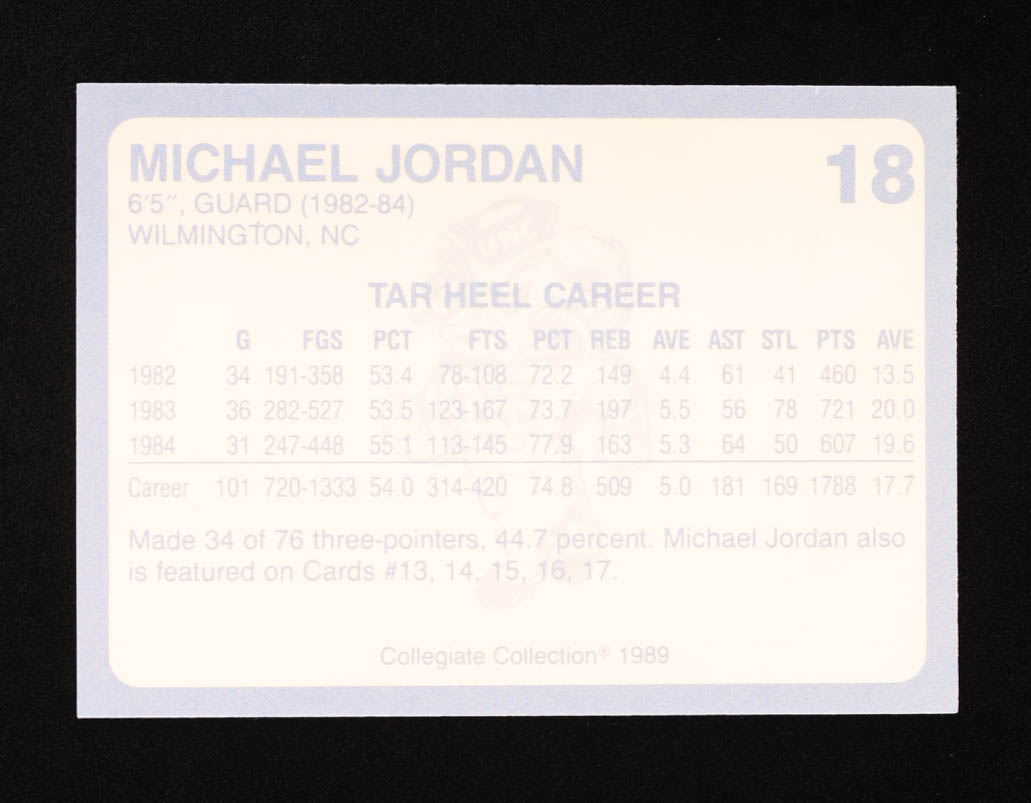 MICHAEL JORDAN 18
6'5", GUARD (1982-84)
WILMINGTON, NC
UNC
TAR HEEL CAREER
G FGS PCT FTS PCT REB AVE AST STL PTS AVE
1982 34 191-358 53.4 78-108 72.2 149 4.4 61 41 460 13.5
1983 36 282-527 53.5 123-167 73.7 197 5.5 56 78 721 20.0
1984 31 247-448 55.1 113-145 77.9 163 5.3 64 50 607 19.6
Career 101 720-1333 54.0 314-420 74.8 509 5.0 181 169 1788 17.7
Made 34 of 76 three-pointers, 44.7 percent. Michael Jordan also
is featured on Cards #13, 14, 15, 16, 17.
Collegiate Collection® 1989